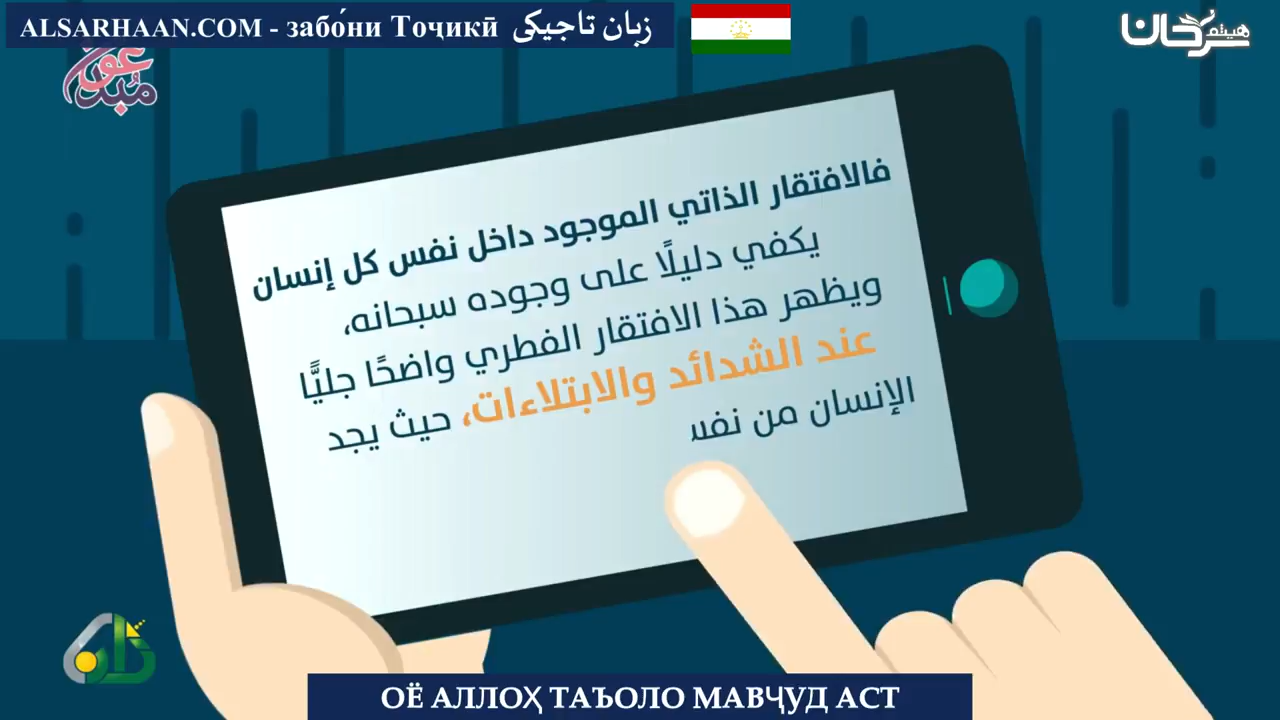 ALSARHAAN.COM - забо́ни Тоҷикӣ زبان تاجیکی
هيثم سرحان
فالافتقار الذاتي الموجود داخل نفس كل إنسان
يكفي دليلًا على وجوده سبحانه،
ويظهر هذا الافتقار الفطري واضحًا جليًّا
عند الشدائد والابتلاءات، حيث يجد
الإنسان من نفس
ОЁ АЛЛОҲ ТАЪОЛО МАВҶУД АСТ